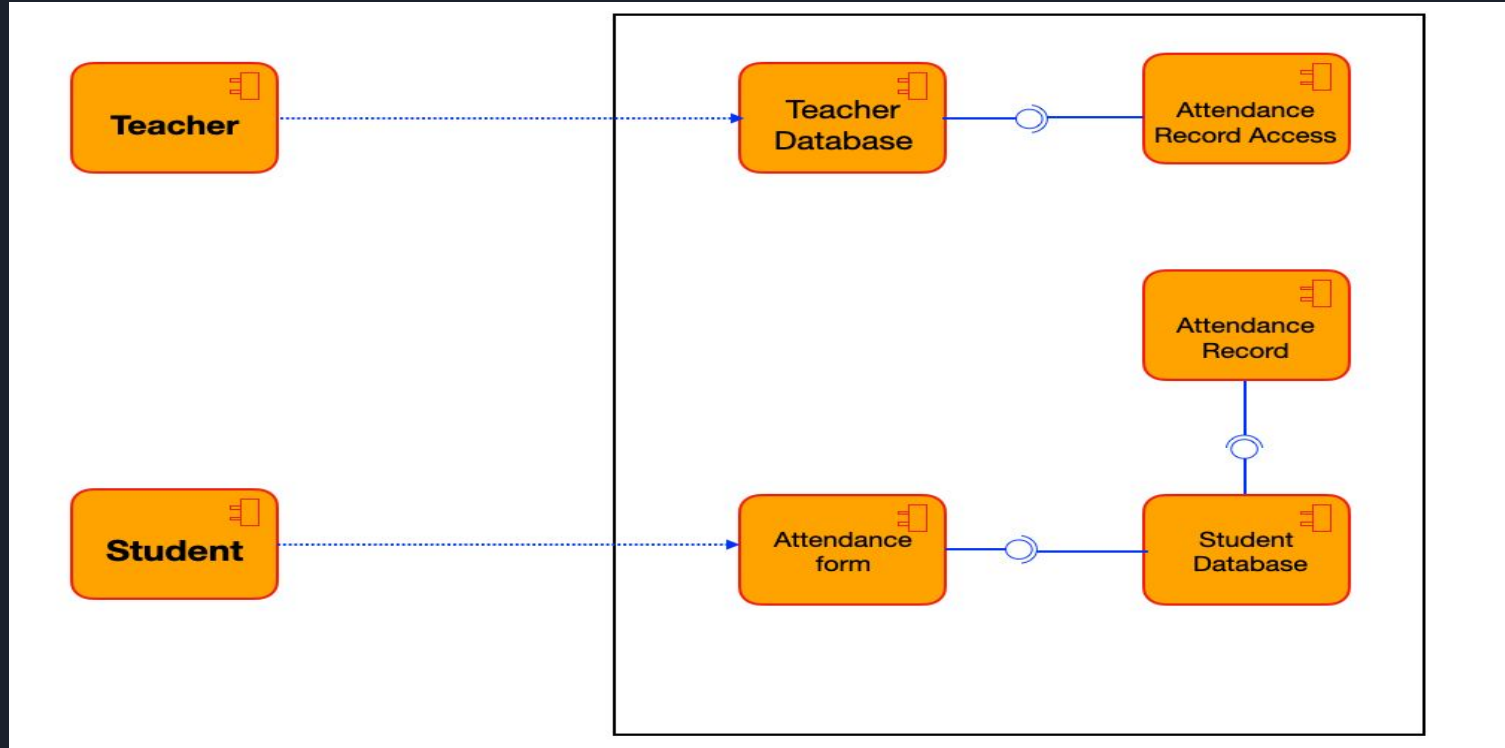 Teacher
Teacher
Database
Attendance
Record Access
Attendance
Record
Student
Attendance
form
Student
Database